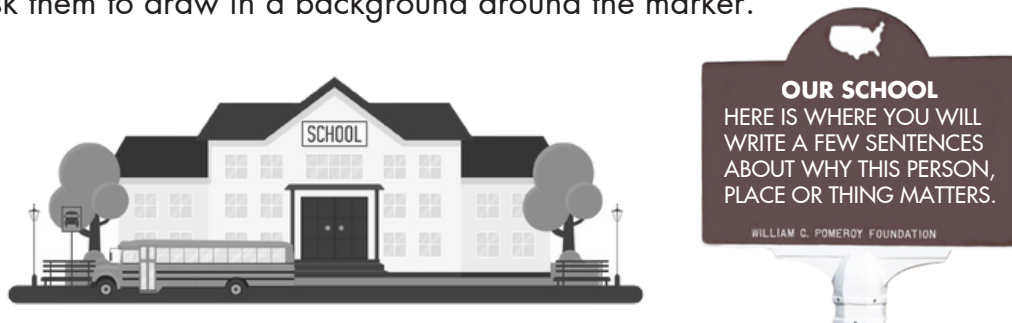 sk them to draw in a background around the marker.
SCHOOL
OUR SCHOOL
HERE IS WHERE YOU WILL
WRITE A FEW SENTENCES
ABOUT WHY THIS PERSON,
PLACE OR THING MATTERS.
WILLIAM C. POMEROY FOUNDATION